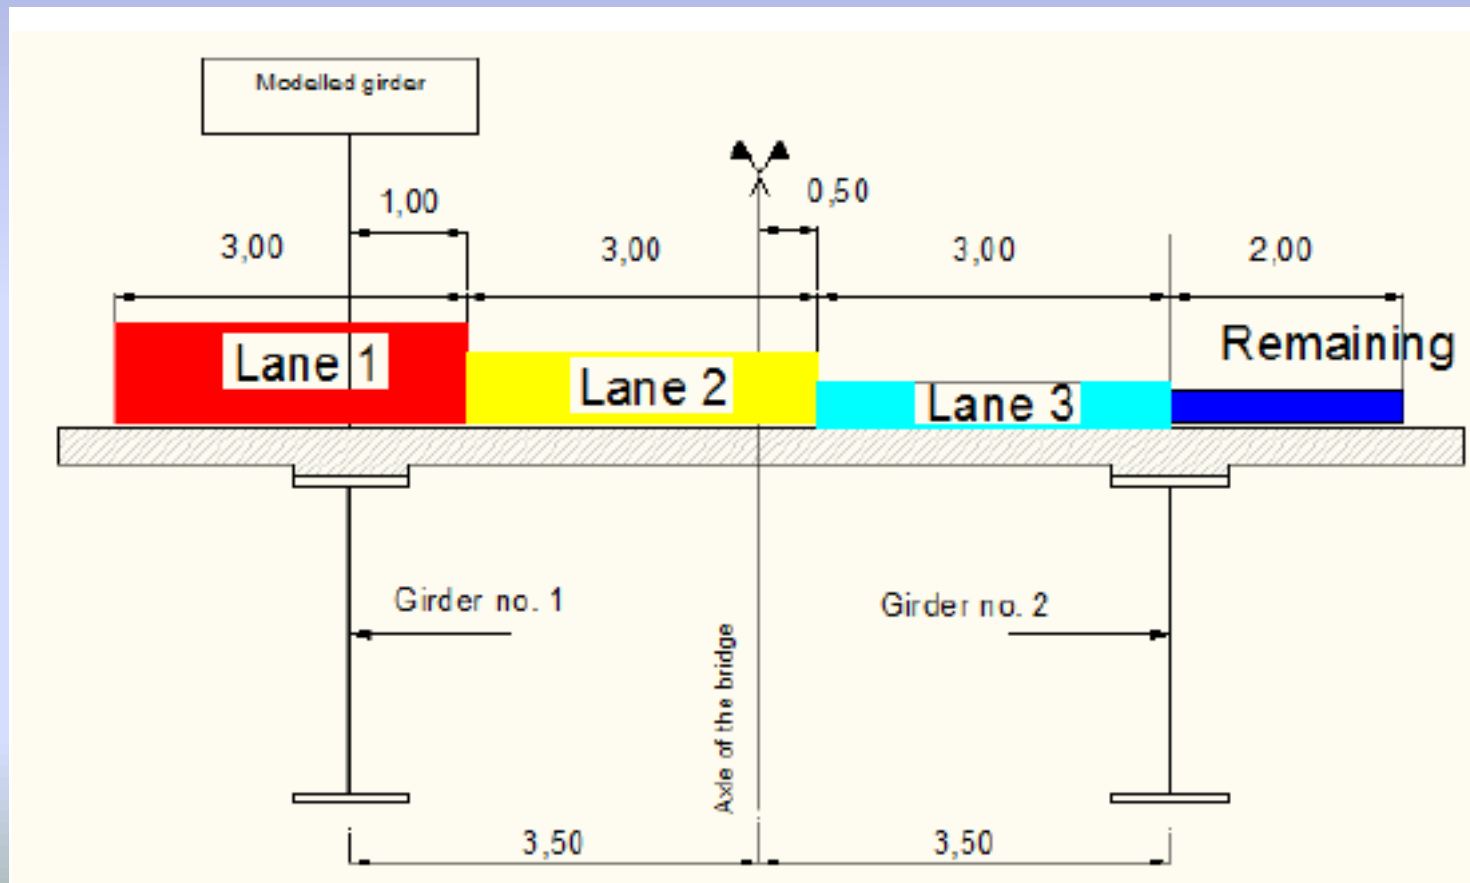 Modelled girder
1,00
0,50
3,00
3,00
3,00
2,00
Lane 1
Lane 2
Lane 3
Remaining
Girder no. 1
Girder no. 2
Axle of the bridge
3,50
3,50